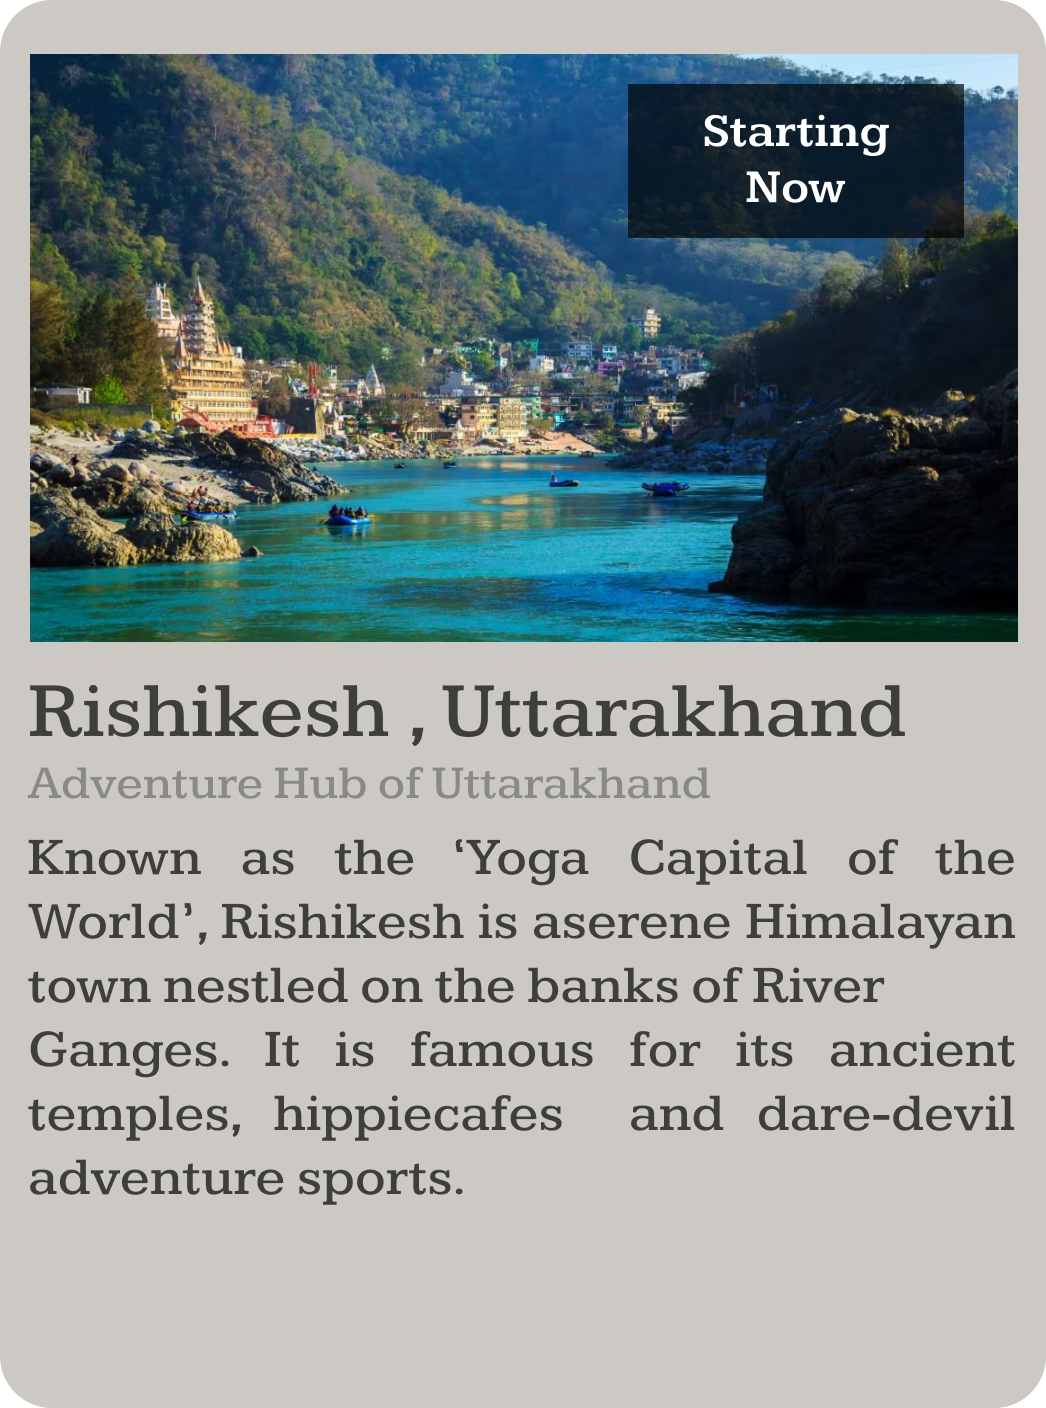 Starting
Now
Rishikesh , Uttarakhand
Adventure Hub of Uttarakhand
Known as the ‘Yoga Capital of the
World’, Rishikesh is aserene Himalayan
town nestled on the banks of River
Ganges. It is famous for its ancient
temples, hippiecafes and dare-devil
adventure sports.